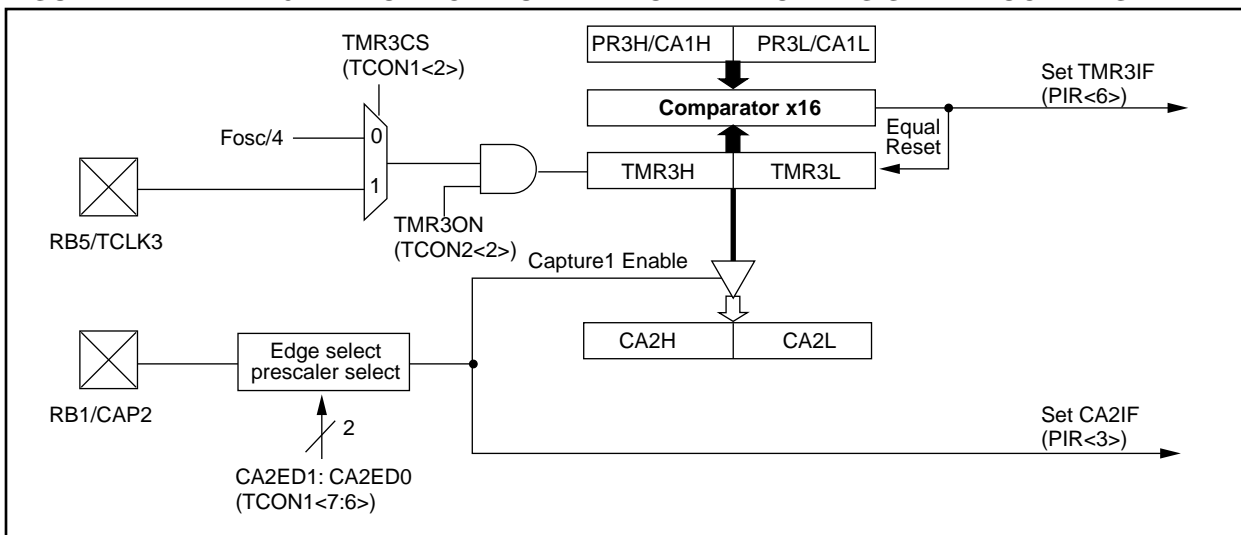 TMR3CS
(TCON1<2>)
PR3H/CA1H
PR3L/CA1L
Set TMR3IF
(PIR<6>)
Comparator x16
Fosc/4
0
1
Equal
Reset
TMR3H
TMR3L
RB5/TCLK3
TMR3ON
(TCON2<2>)
Capture1 Enable
CA2H
CA2L
Edge select
prescaler select
RB1/CAP2
2
Set CA2IF
(PIR<3>)
CA2ED1: CA2ED0
(TCON1<7:6>)